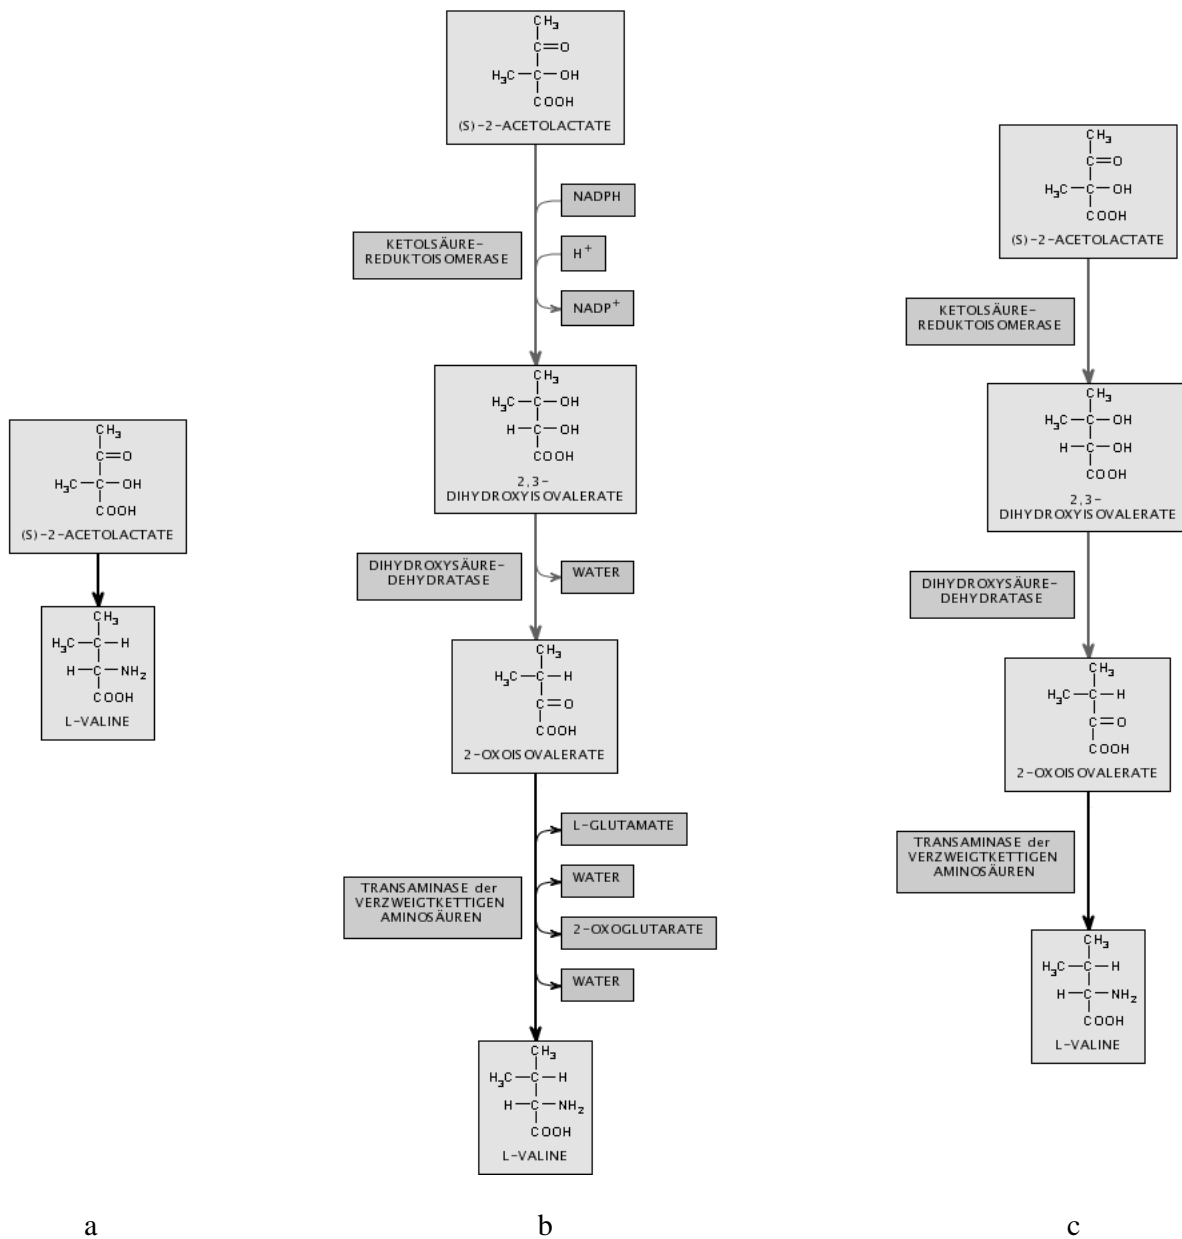 CH3
C=O
H3C-C-OH
COOH
(S)-2-ACETOLACTATE
CH3
H3C-C-H
H-C-NH2
COOH
L-VALINE
a
CH3
C=O
H3C-C-OH
COOH
(S)-2-ACETOLACTATE
NADPH
KETOLSÄURE-
REDUKTOISOMERASE
H+
NADP+
CH3
H3C-C-OH
H-C-OH
COOH
2,3-
DIHYDROXYISOVALERATE
DIHYDROXYSÄURE-
DEHYDRATASE
WATER
CH3
H3C-C-H
C=O
COOH
2-OXOISOVALERATE
L-GLUTAMATE
WATER
TRANSAMINASE der
VERZWEIGTKETTIGEN
AMINOSÄUREN
2-OXOGLUTARATE
WATER
CH3
H3C-C-H
H-C-NH2
COOH
L-VALINE
b
CH3
C=O
H3C-C-OH
COOH
(S)-2-ACETOLACTATE
KETOLSÄURE-
REDUKTOISOMERASE
CH3
H3C-C-OH
H-C-OH
COOH
2,3-
DIHYDROXYISOVALERATE
DIHYDROXYSÄURE-
DEHYDRATASE
CH3
H3C-C-H
C=O
COOH
2-OXOISOVALERATE
TRANSAMINASE der
VERZWEIGTKETTIGEN
AMINOSÄUREN
CH3
H3C-C-H
H-C-NH2
COOH
L-VALINE
c